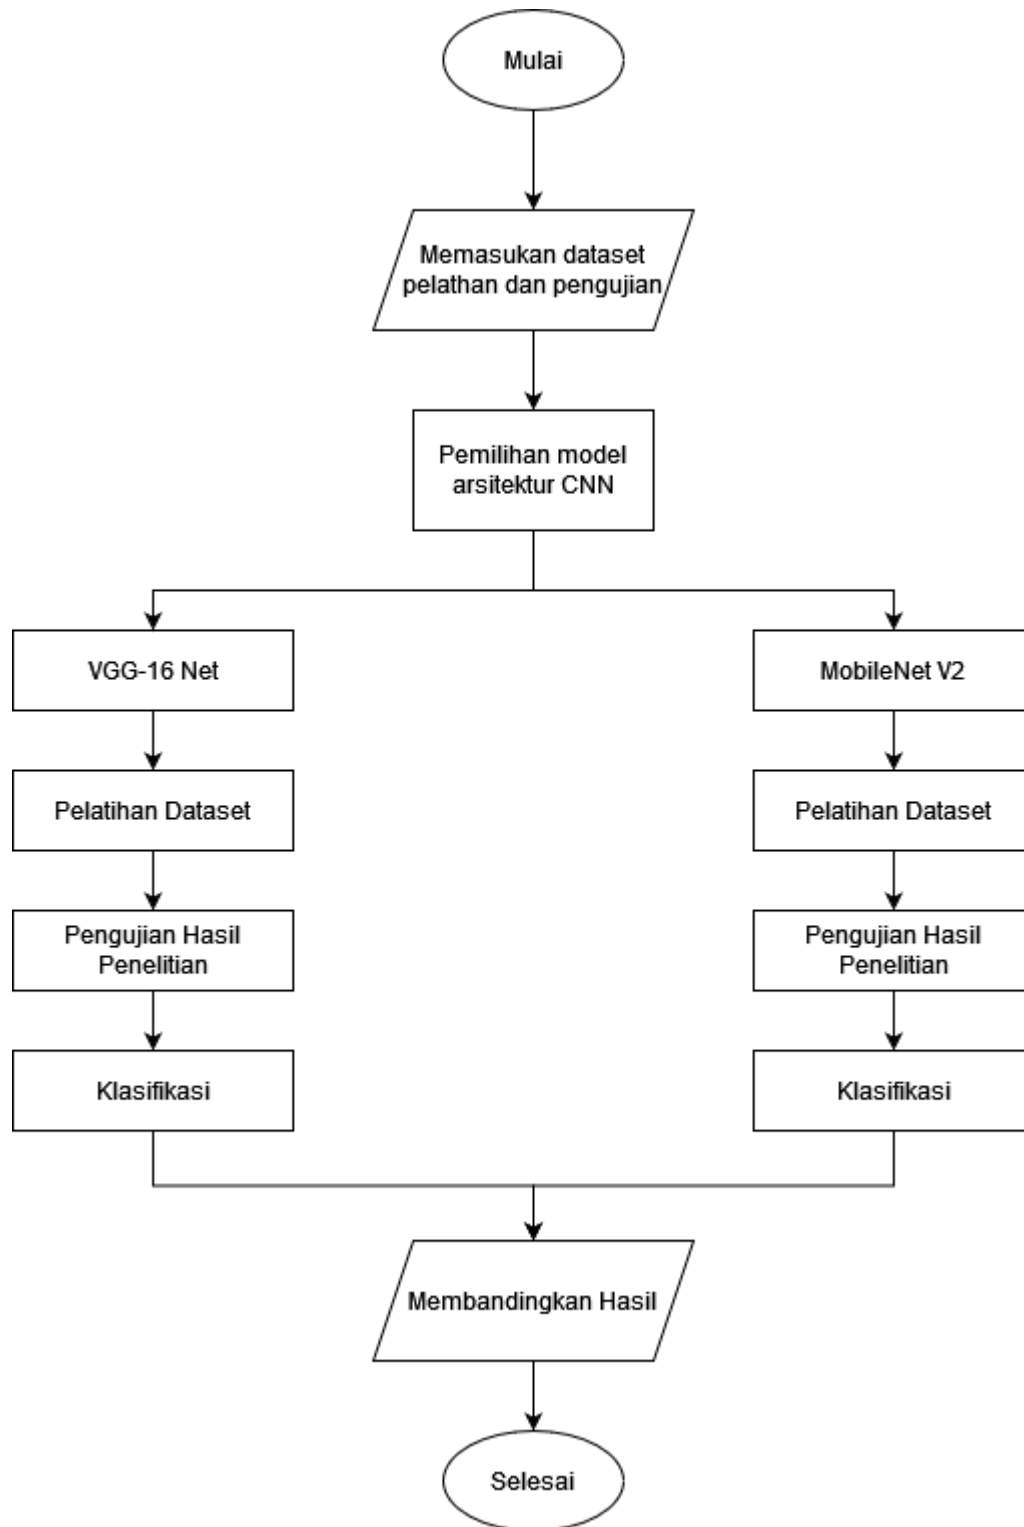 Mulai
Memasukan dataset
pelathan dan pengujian
Pemilihan model
arsitektur CNN
VGG-16 Net
MobileNet V2
Pelatihan Dataset
Pelatihan Dataset
Pengujian Hasil
Penelitian
Pengujian Hasil
Penelitian
Klasifikasi
Klasifikasi
Membandingkan Hasil
Selesai